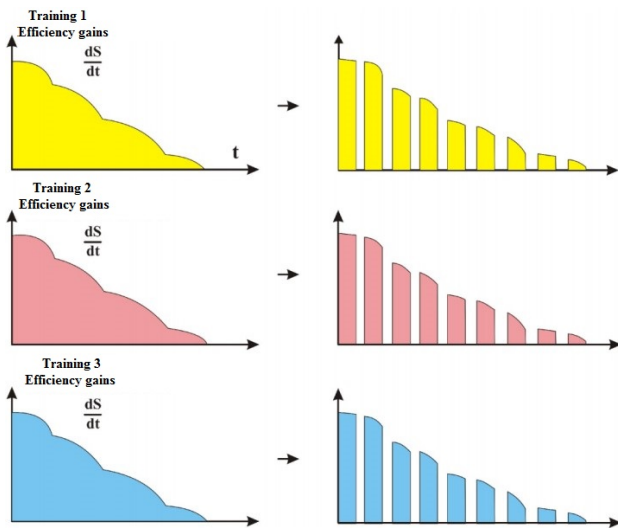 Training 1
Efficiency gains
dS
dt
t
Training 2
Efficiency gains
dS
dt
Training 3
Efficiency gains
dS
dt